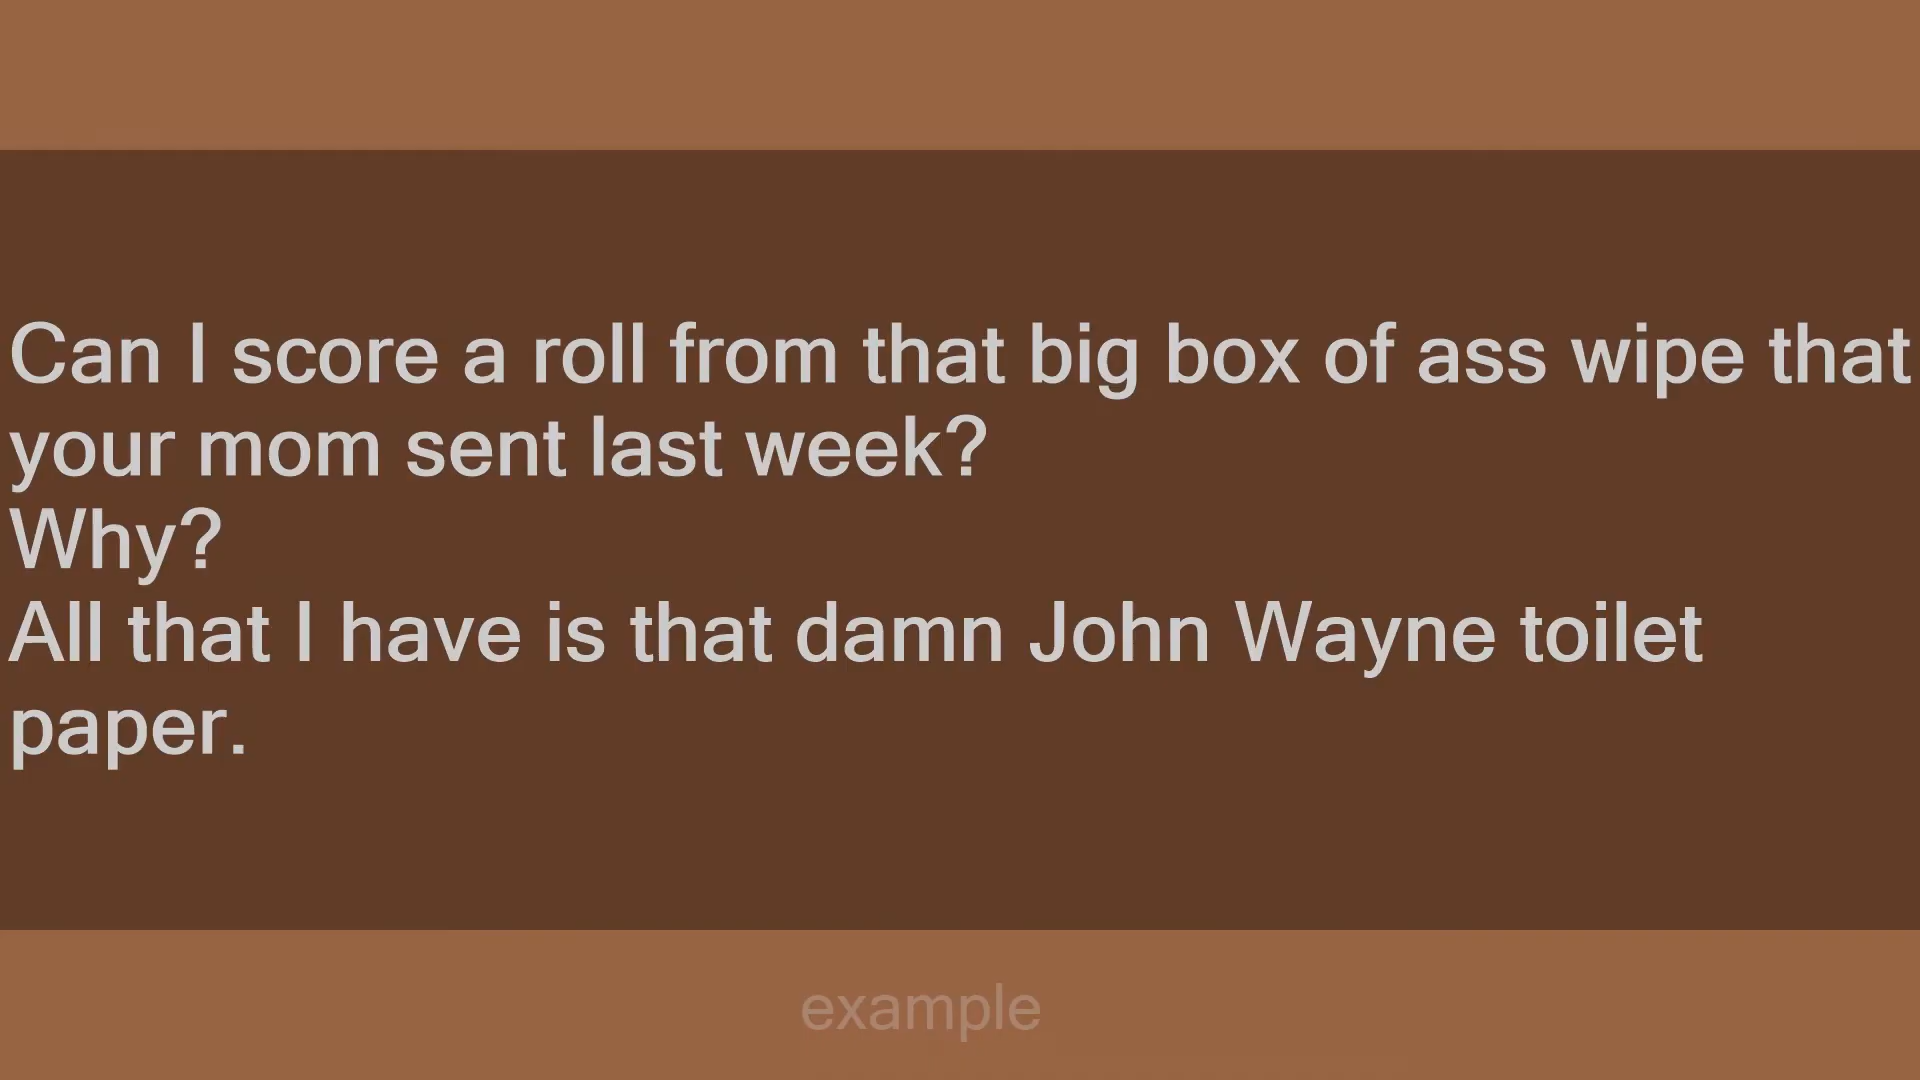 Can I score a roll from that big box of ass wipe that
your mom sent last week?
Why?
All that I have is that damn John Wayne toilet
paper.
example